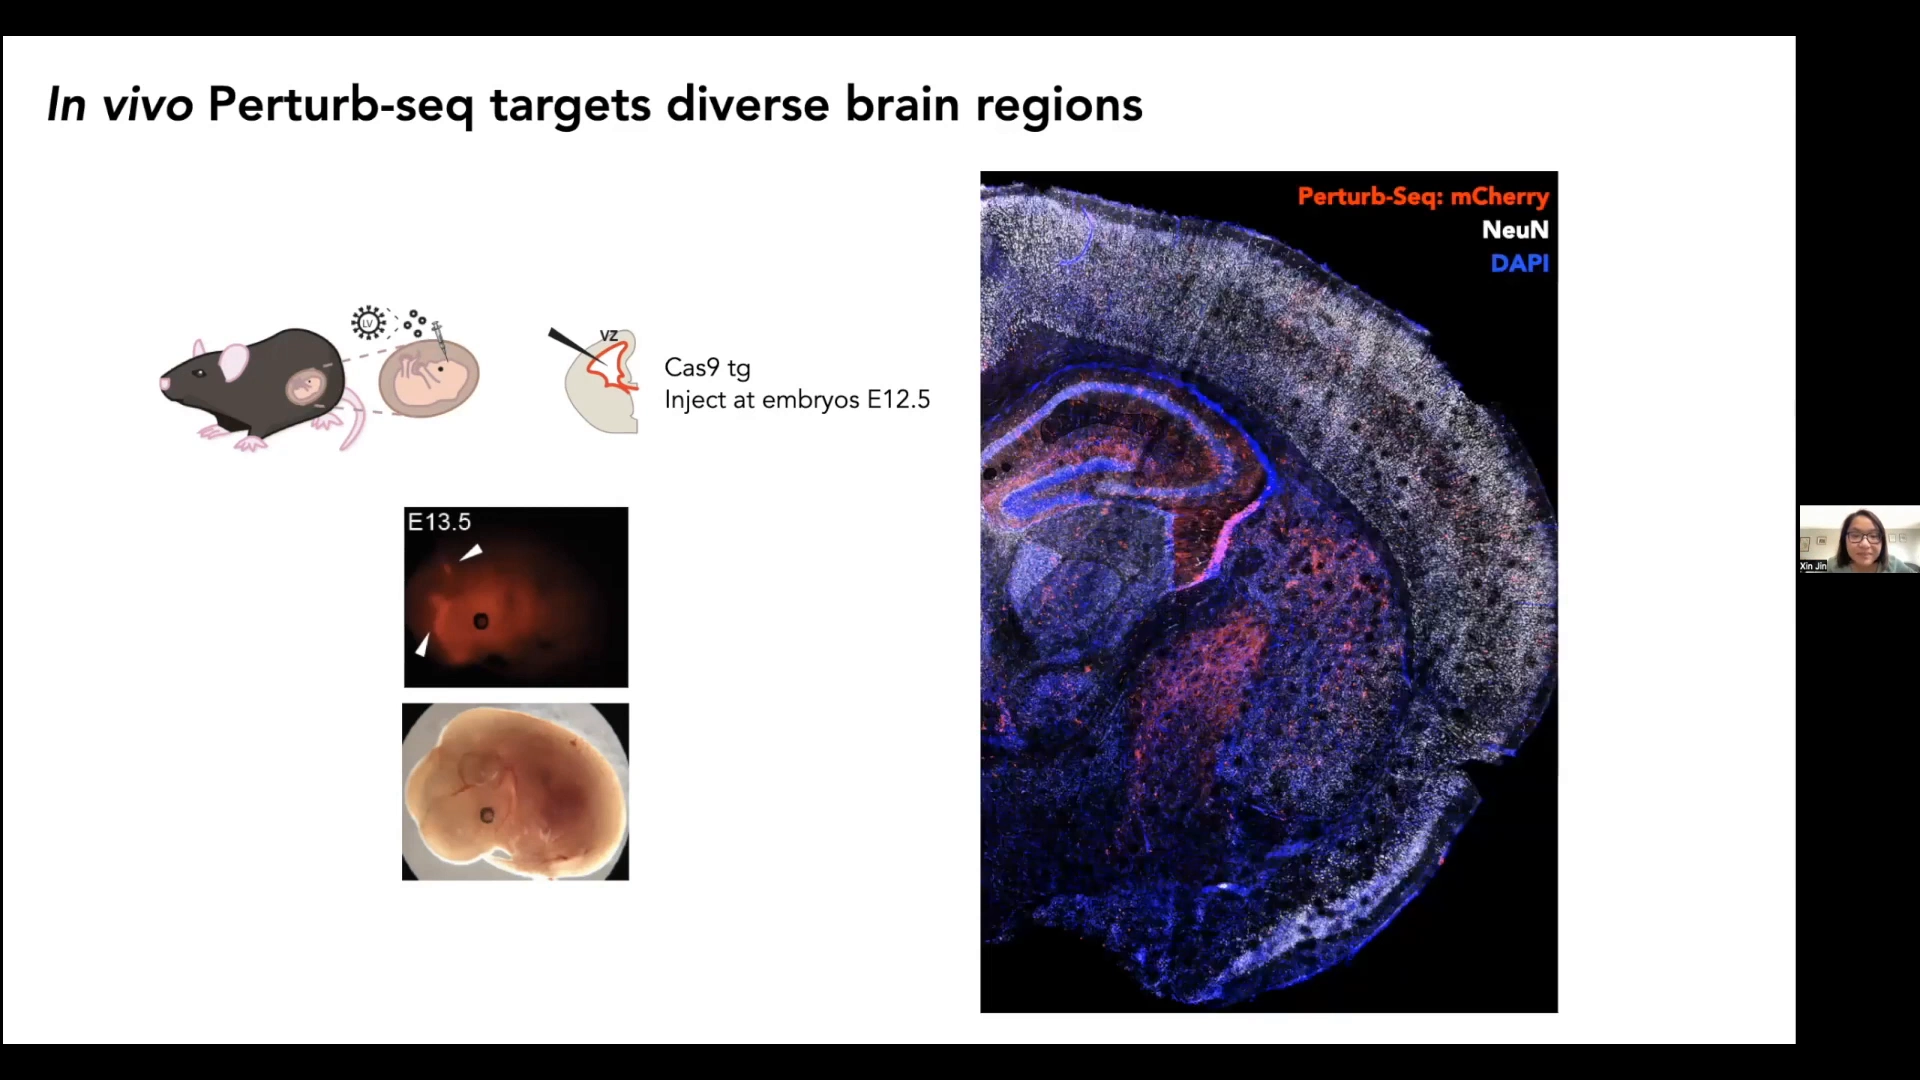 In vivo Perturb-seq targets diverse brain regions
LV
VZ
Cas9 tg
Inject at embryos E12.5
E13.5
Perturb-Seq: mCherry
NeuN
DAPI
Xin Jin